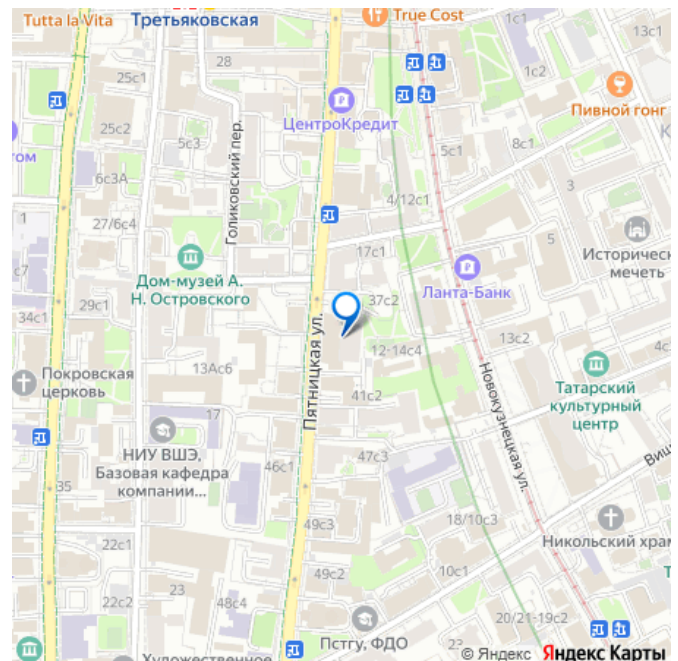 Tutta la Vita
Третьяковская
True Cost
1с1
13с1
28
25с1
1с2
Пивной гонг
ЦентроКредит
25с2
5с3
Голиковский пер.
5с1
8с1
6с3А
3
4/12с1
1
27/6с4
5
17с1
Историческ
мечеть
с7
Дом-музей А.
Н. Островского
Ланта-Банк
37с2
29с1
34с1
Пятницкая ул.
13с2
4с
12-14с4
Покровская
церковь
13Ас6
Новокузнецкая ул.
Татарский
культурный
центр
41с2
17
НИУ ВШЭ,
Базовая кафедра
компании...
47с3
46с1
Виш
35
49с3
18/10с3
Никольский храм
22с1
49с2
10с1
23
22с2
48с4
20/21-19с2
Пстгу, ФДО
Художественное
© Яндекс Яндекс Карты